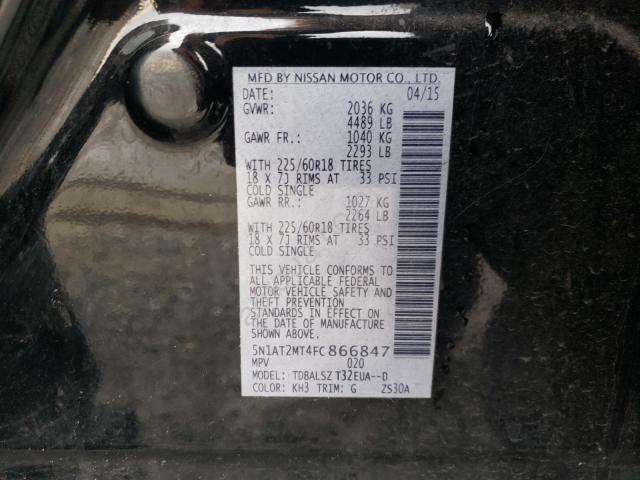 MFD BY NISSAN MOTOR CO., LTD.
DATE: 04/15
GVWR: 2036 KG
4489 LB
GAWR FR.: 1040 KG
2293 LB
WITH 225/60R18 TIRES
18 X 7J RIMS AT 33 PSI
COLD SINGLE
GAWR RR.: 1027 KG
2264 LB
WITH 225/60R18 TIRES
18 X 7J RIMS AT 33 PSI
COLD SINGLE
THIS VEHICLE CONFORMS TO
ALL APPLICABLE FEDERAL
MOTOR VEHICLE SAFETY AND
THEFT PREVENTION
STANDARDS IN EFFECT ON
THE DATE OF MANUFACTURE
SHOWN ABOVE.
5N1AT2MT4FC866847
MPV 020
MODEL: TDBALSZ T32EUA--D
COLOR: KH3 TRIM: G ZS30A